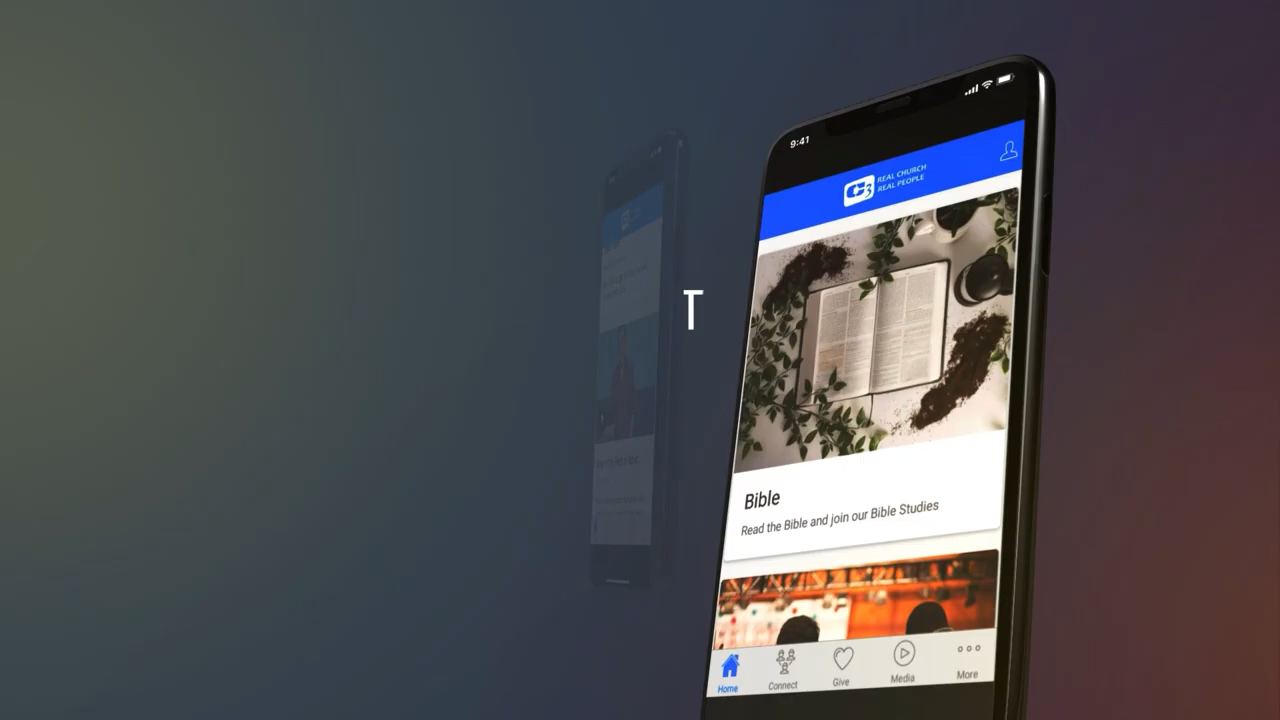 9:41
C3 REAL CHURCH
REAL PEOPLE
T
Bible
Read the Bible and join our Bible Studies
Home
Connect
Give
Media
More